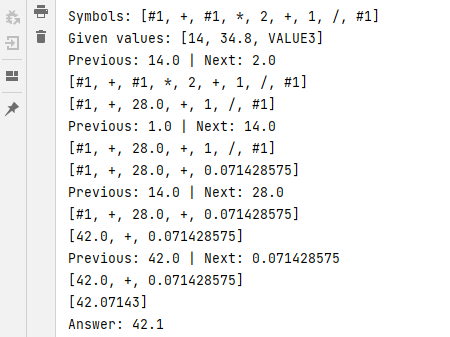 Symbols: [#1, +, #1, *, 2, +, 1, /, #1]
Given values: [14, 34.8, VALUE3]
Previous: 14.0 | Next: 2.0
[#1, +, #1, *, 2, +, 1, /, #1]
[#1, +, 28.0, +, 1, /, #1]
Previous: 1.0 | Next: 14.0
[#1, +, 28.0, +, 1, /, #1]
[#1, +, 28.0, +, 0.071428575]
Previous: 14.0 | Next: 28.0
[#1, +, 28.0, +, 0.071428575]
[42.0, +, 0.071428575]
Previous: 42.0 | Next: 0.071428575
[42.0, +, 0.071428575]
[42.07143]
Answer: 42.1